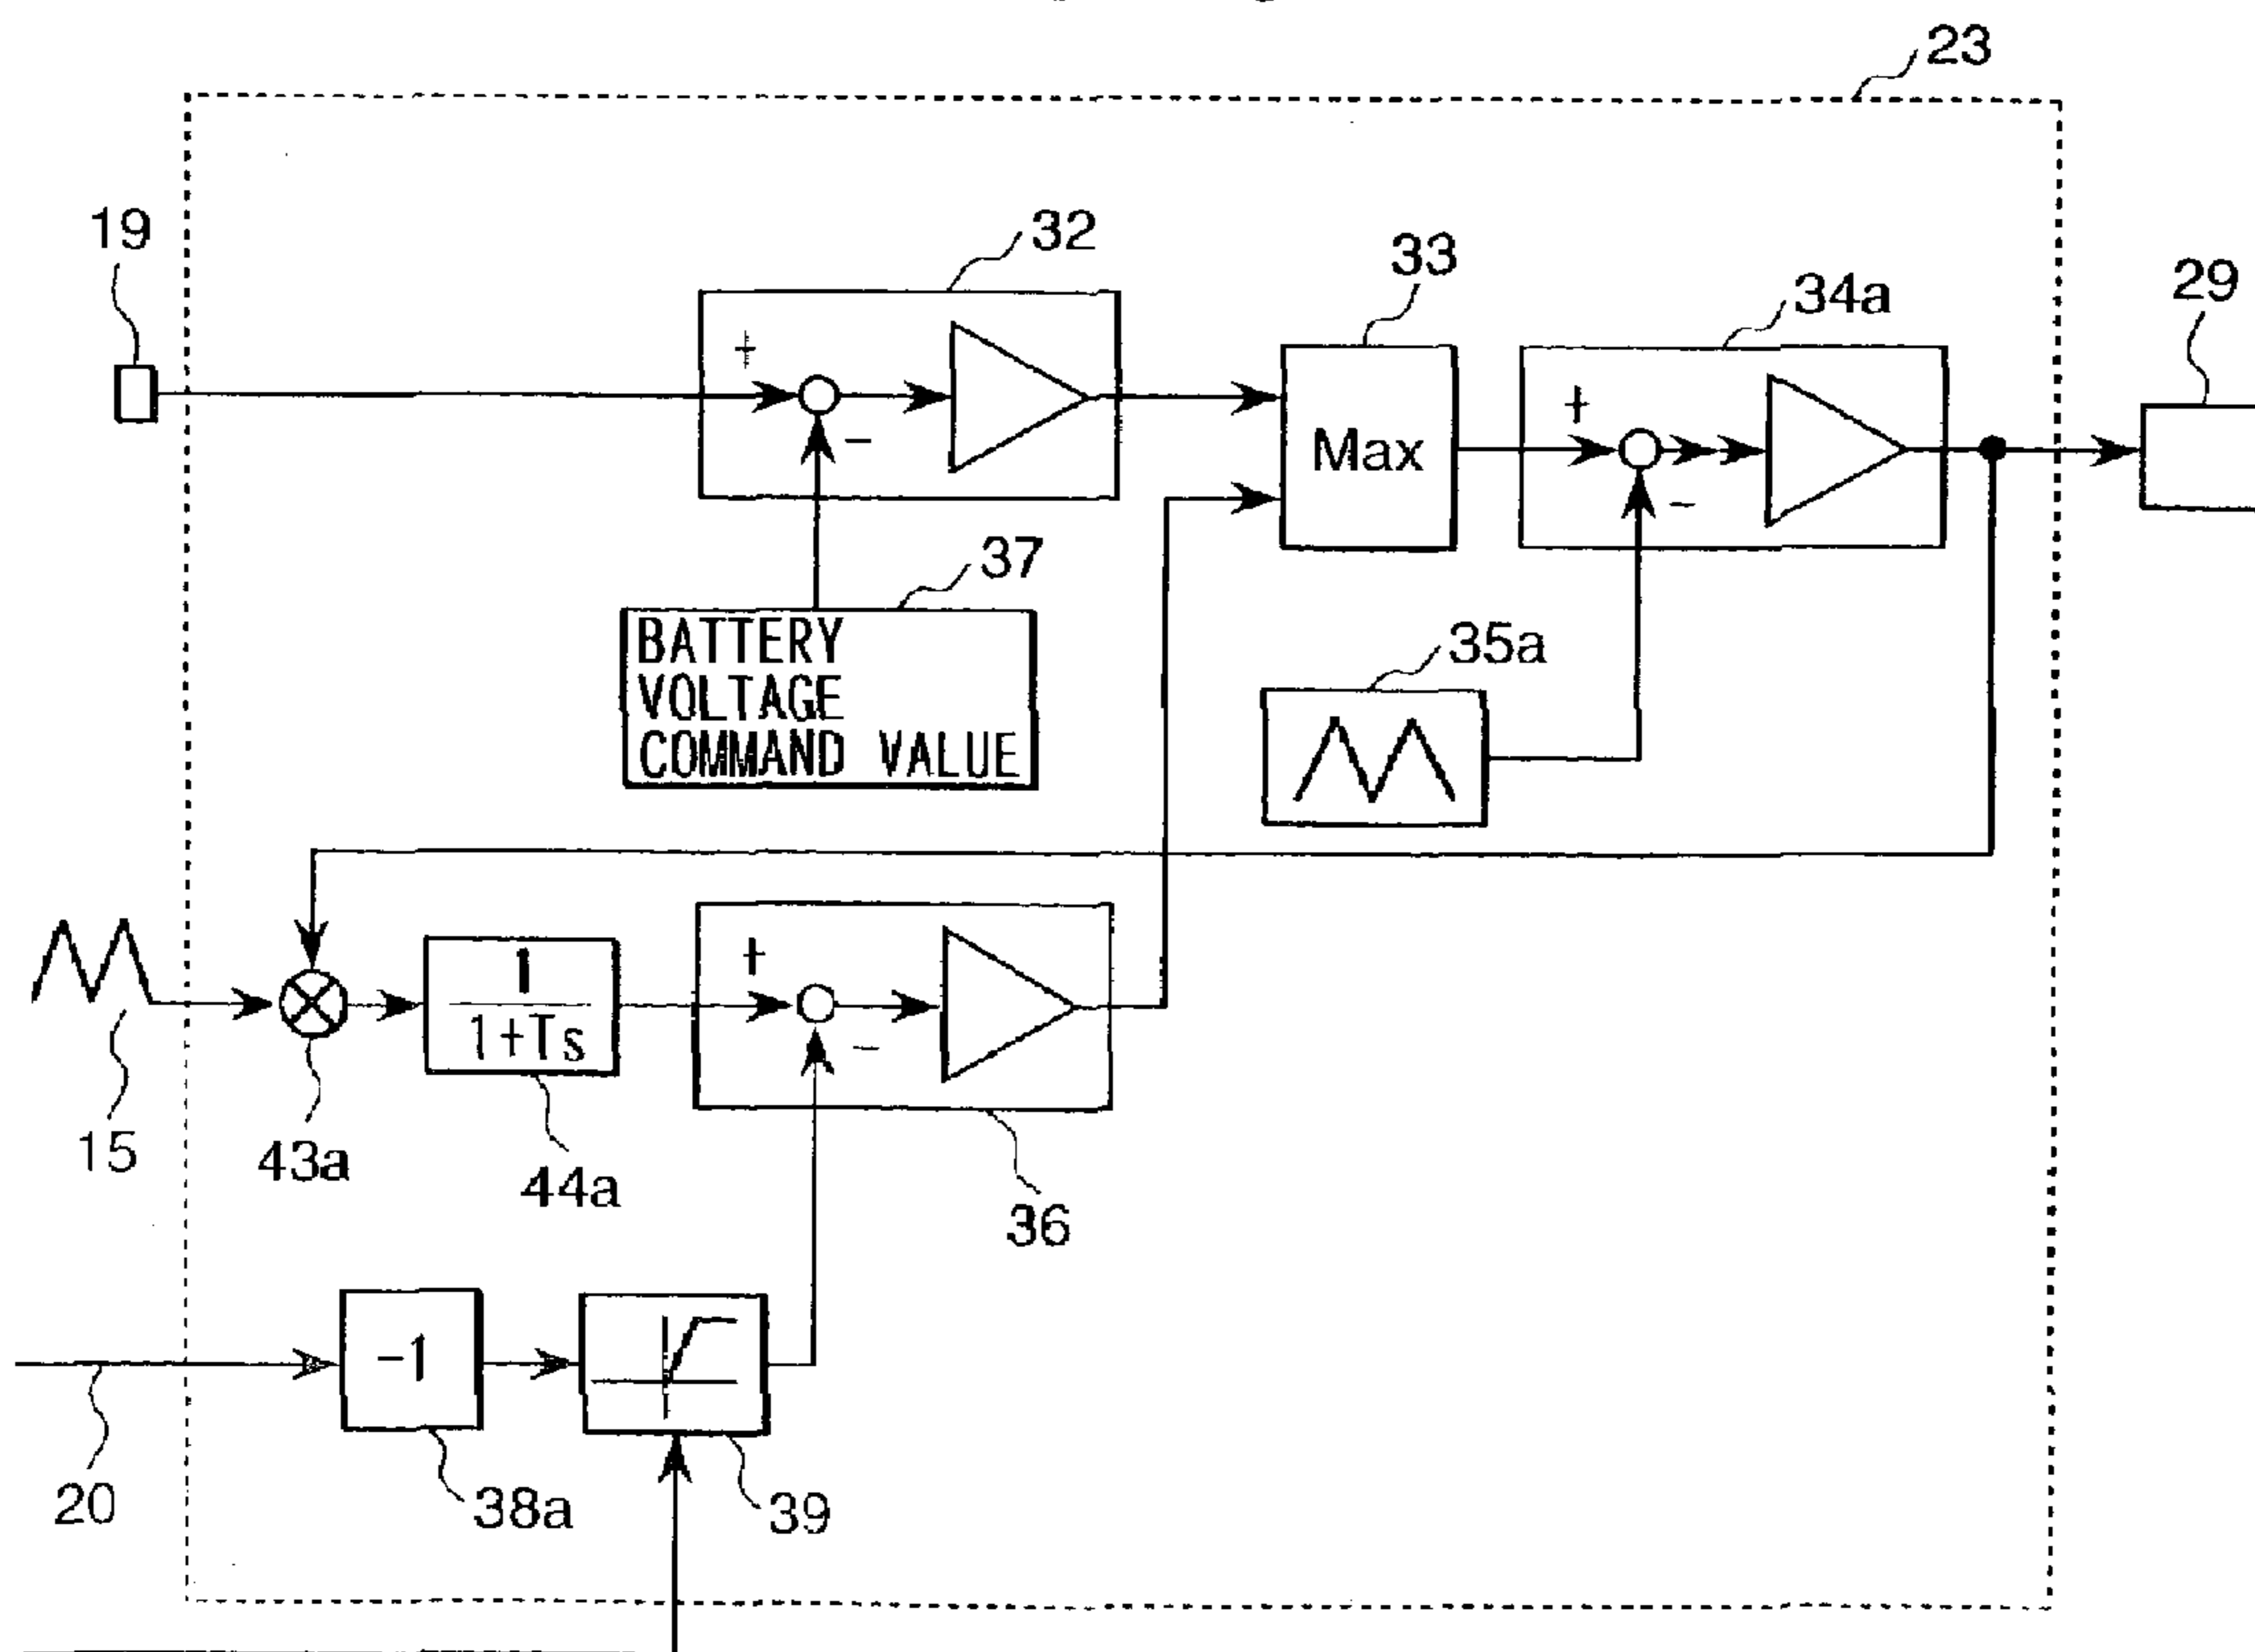 23
19
32
33
34a
29
+
-
Max
+
-
37
BATTERY
VOLTAGE
COMMAND VALUE
35a
15
43a
1
1+Ts
44a
+
-
36
20
-1
38a
39